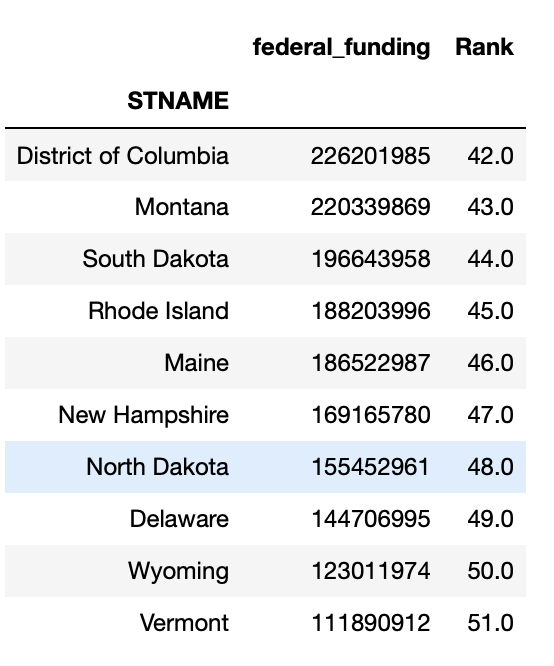 federal_funding Rank
STNAME
District of Columbia 226201985 42.0
Montana 220339869 43.0
South Dakota 196643958 44.0
Rhode Island 188203996 45.0
Maine 186522987 46.0
New Hampshire 169165780 47.0
North Dakota 155452961 48.0
Delaware 144706995 49.0
Wyoming 123011974 50.0
Vermont 111890912 51.0